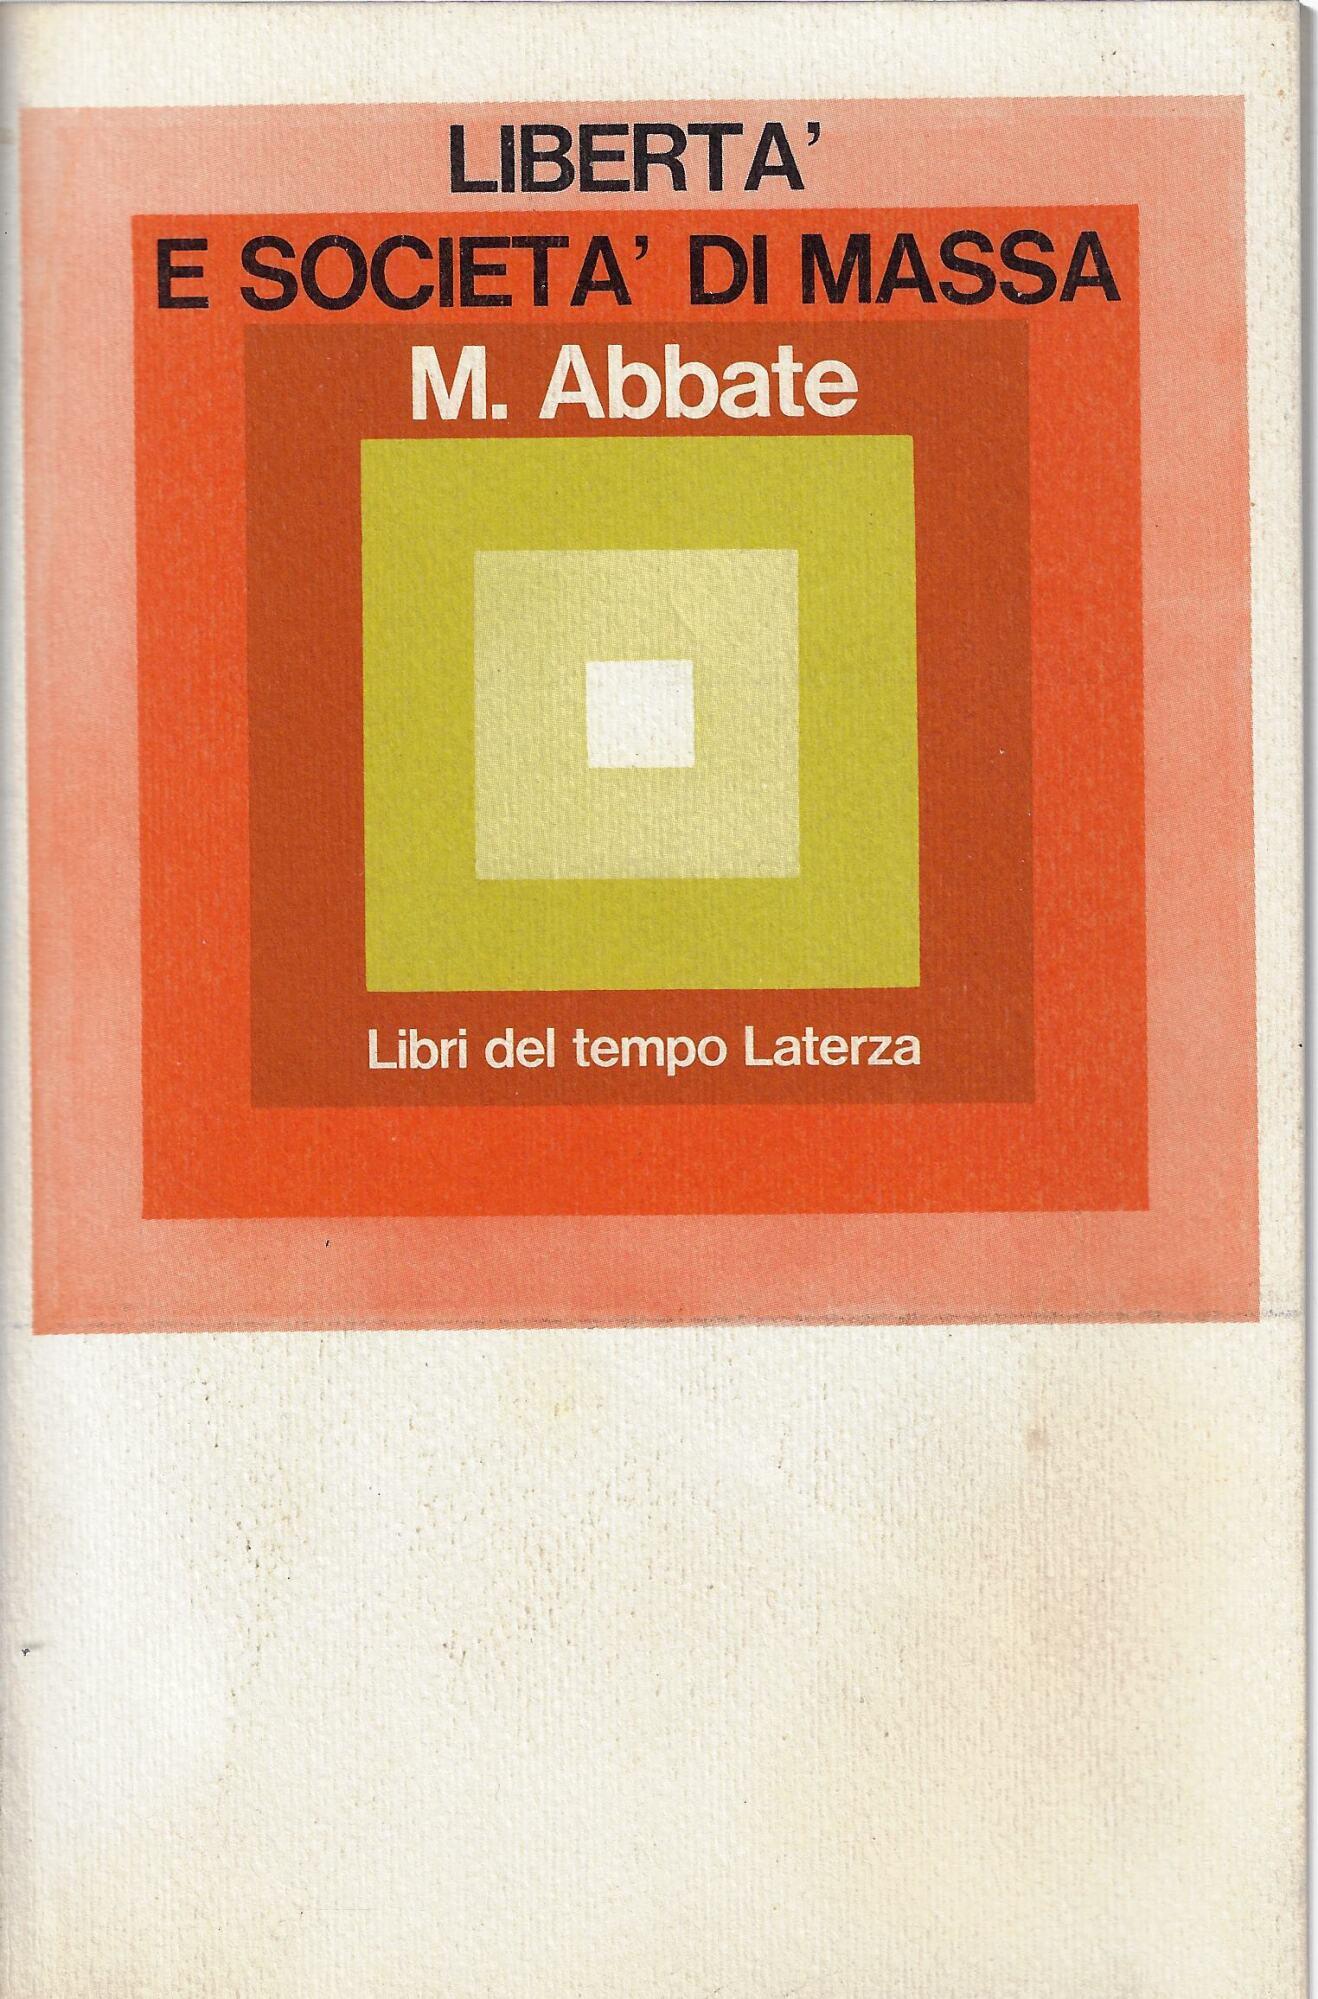 LIBERTA'
E SOCIETA' DI MASSA
M. Abbate
Libri del tempo Laterza